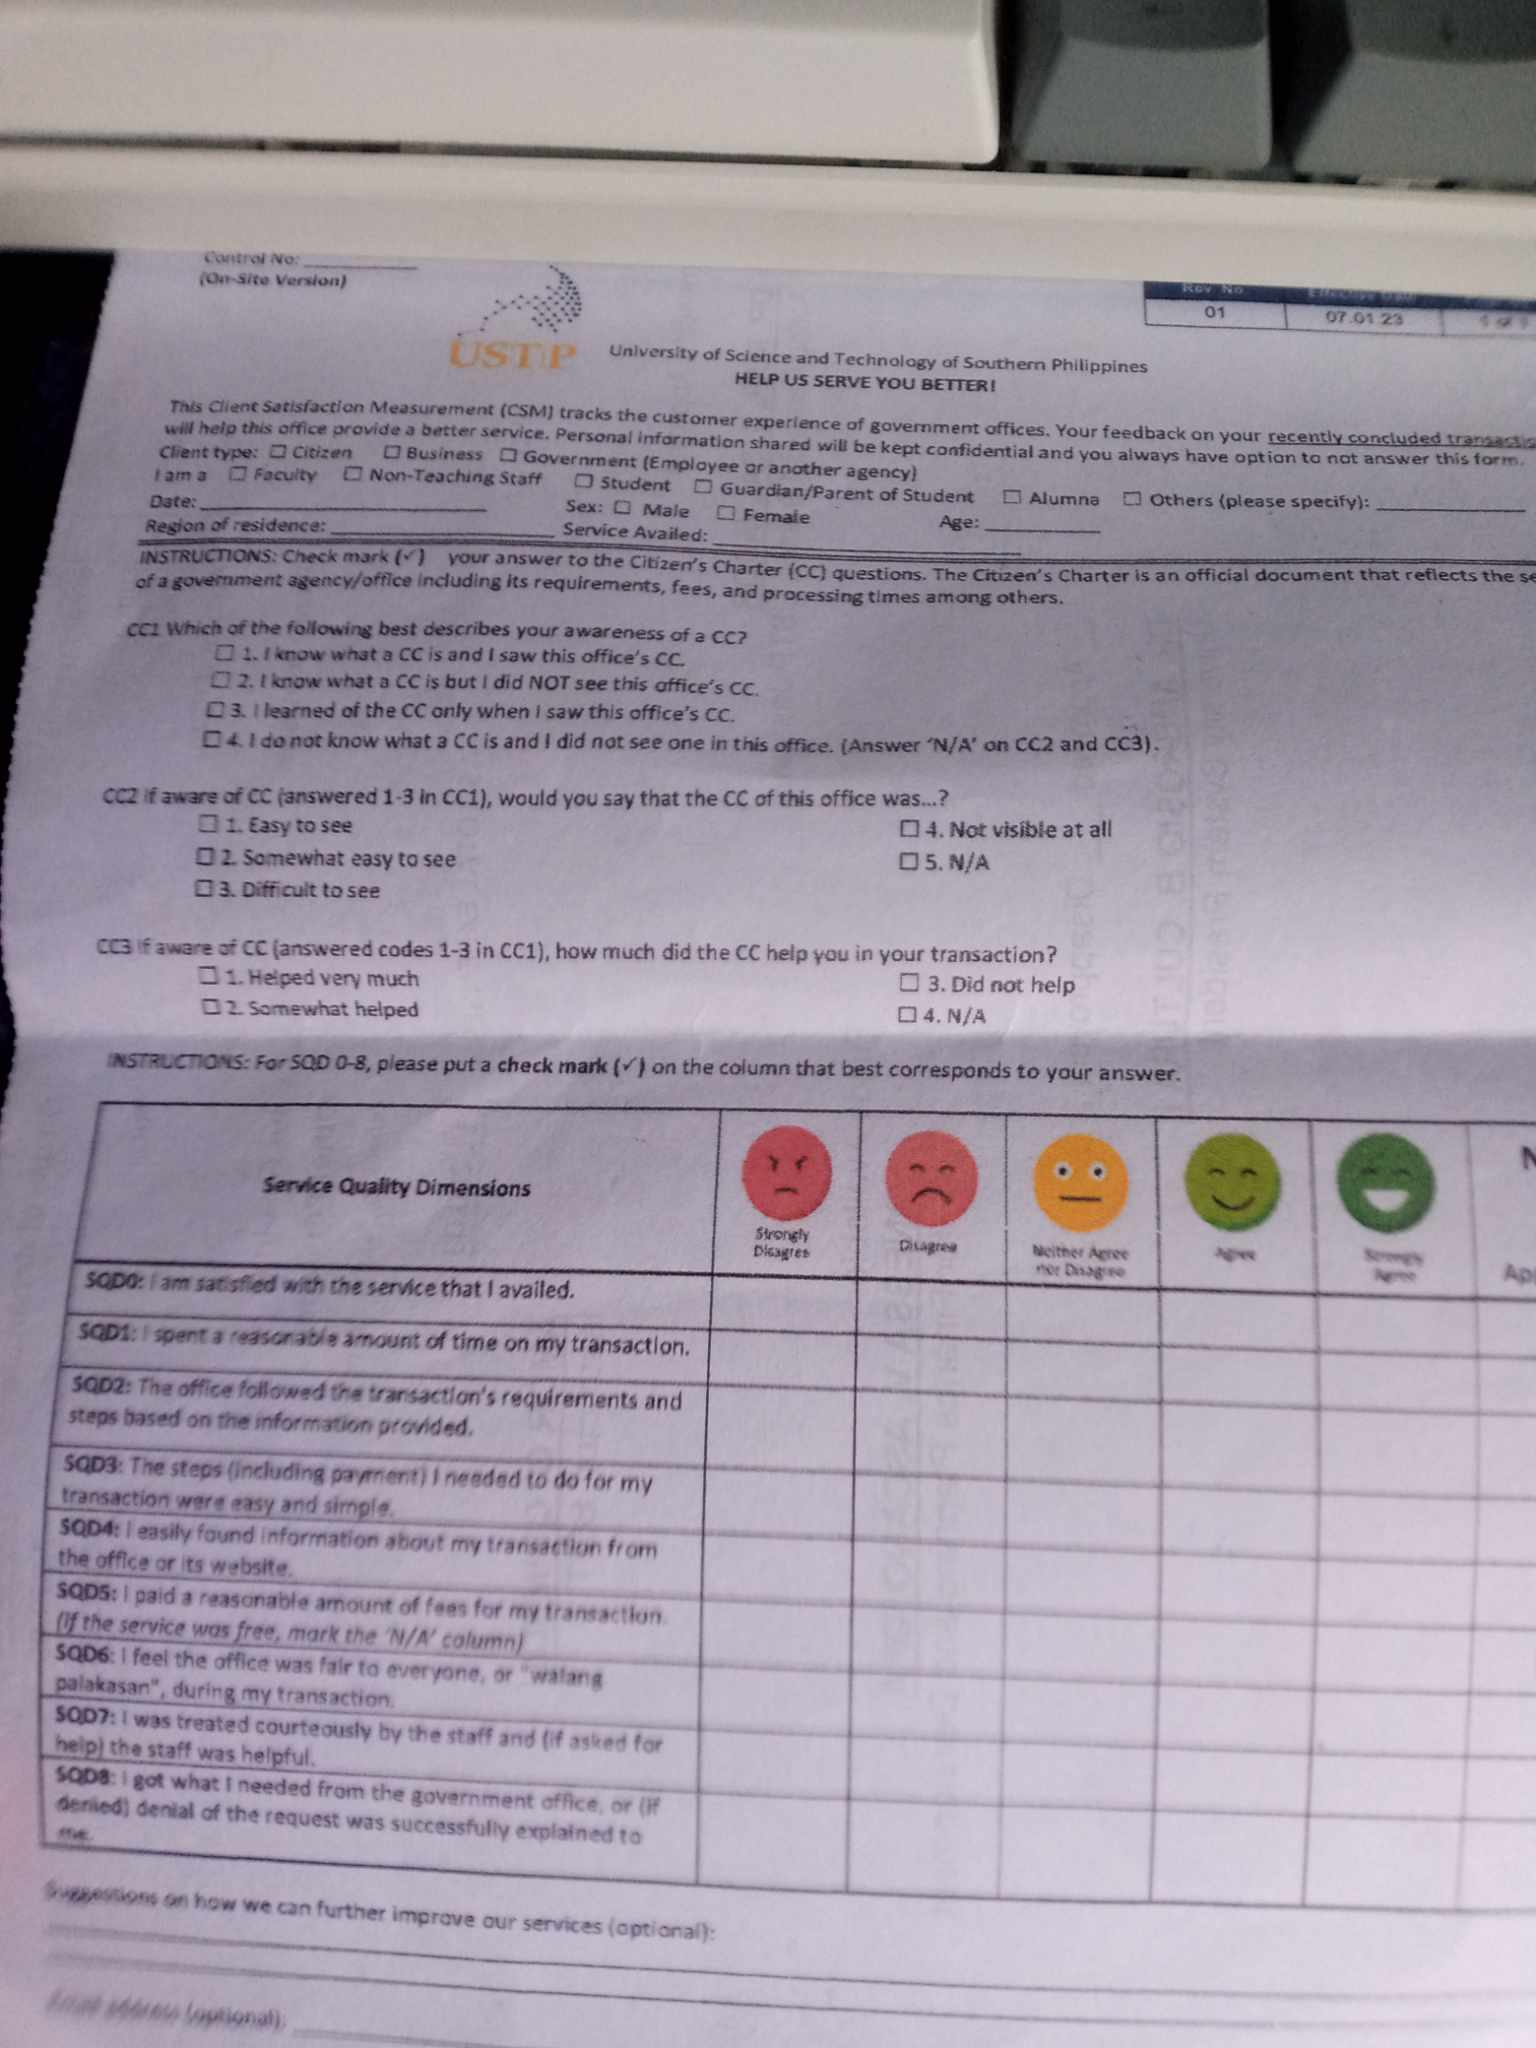 Control No:
(On-Site Version)
Rev. No
01 07.01.23
USTP
University of Science and Technology of Southern Philippines
HELP US SERVE YOU BETTER!
This Client Satisfaction Measurement (CSM) tracks the customer experience of government offices. Your feedback on your recently concluded
will help this office provide a better service. Personal information shared will be kept confidential and you always have option to not answer this form.
Client type: ☐ Citizen ☐ Business ☐ Government (Employee or another agency)
I am a ☐ Faculty ☐ Non-Teaching Staff ☐ Student ☐ Guardian/Parent of Student ☐ Alumna ☐ Others (please specify):
Date: Sex: ☐ Male ☐ Female Age:
Region of residence: Service Availed:
INSTRUCTIONS: Check mark (✓) your answer to the Citizen's Charter (CC) questions. The Citizen's Charter is an official document that reflects the
of a government agency/office including its requirements, fees, and processing times among others.
CC1 Which of the following best describes your awareness of a CC?
☐ 1. I know what a CC is and I saw this office's CC.
☐ 2. I know what a CC is but I did NOT see this office's CC.
☐ 3. I learned of the CC only when I saw this office's CC.
☐ 4. I do not know what a CC is and I did not see one in this office. (Answer 'N/A' on CC2 and CC3).
CC2 If aware of CC (answered 1-3 in CC1), would you say that the CC of this office was...?
☐ 1. Easy to see ☐ 4. Not visible at all
☐ 2. Somewhat easy to see ☐ 5. N/A
☐ 3. Difficult to see
CC3 If aware of CC (answered codes 1-3 in CC1), how much did the CC help you in your transaction?
☐ 1. Helped very much ☐ 3. Did not help
☐ 2. Somewhat helped ☐ 4. N/A
INSTRUCTIONS: For SQD 0-8, please put a check mark (✓) on the column that best corresponds to your answer.
Service Quality Dimensions
Strongly
Disagree
Disagree
Neither Agree
nor Disagree
Agree
Strongly
Agree
SQD0: I am satisfied with the service that I availed.
SQD1: I spent a reasonable amount of time on my transaction.
SQD2: The office followed the transaction's requirements and
steps based on the information provided.
SQD3: The steps (including payment) I needed to do for my
transaction were easy and simple.
SQD4: I easily found information about my transaction from
the office or its website.
SQD5: I paid a reasonable amount of fees for my transaction.
(If the service was free, mark the 'N/A' column)
SQD6: I feel the office was fair to everyone, or "walang
palakasan", during my transaction.
SQD7: I was treated courteously by the staff and (if asked for
help) the staff was helpful.
SQD8: I got what I needed from the government office, or (if
denied) denial of the request was successfully explained to
me.
Suggestions on how we can further improve our services (optional):
Email address (optional):